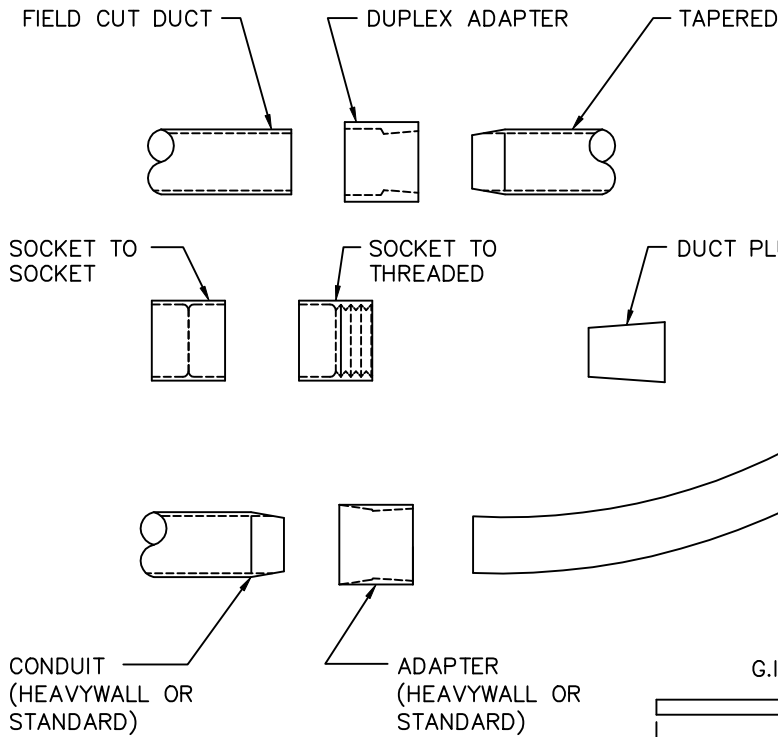 FIELD CUT DUCT
DUPLEX ADAPTER
TAPERED
SOCKET TO
SOCKET
SOCKET TO
THREADED
DUCT
CONDUIT
(HEAVYWALL OR
STANDARD)
ADAPTER
(HEAVYWALL OR
STANDARD)